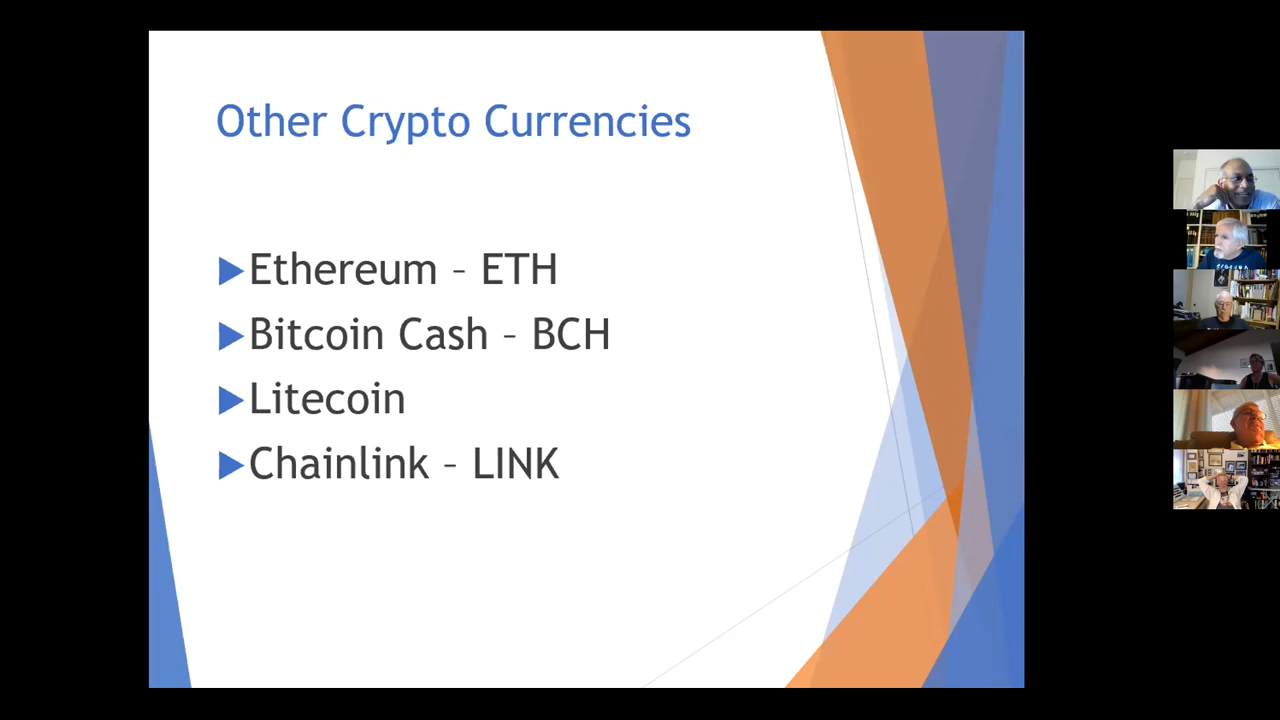 Other Crypto Currencies
Ethereum – ETH
Bitcoin Cash – BCH
Litecoin
Chainlink – LINK